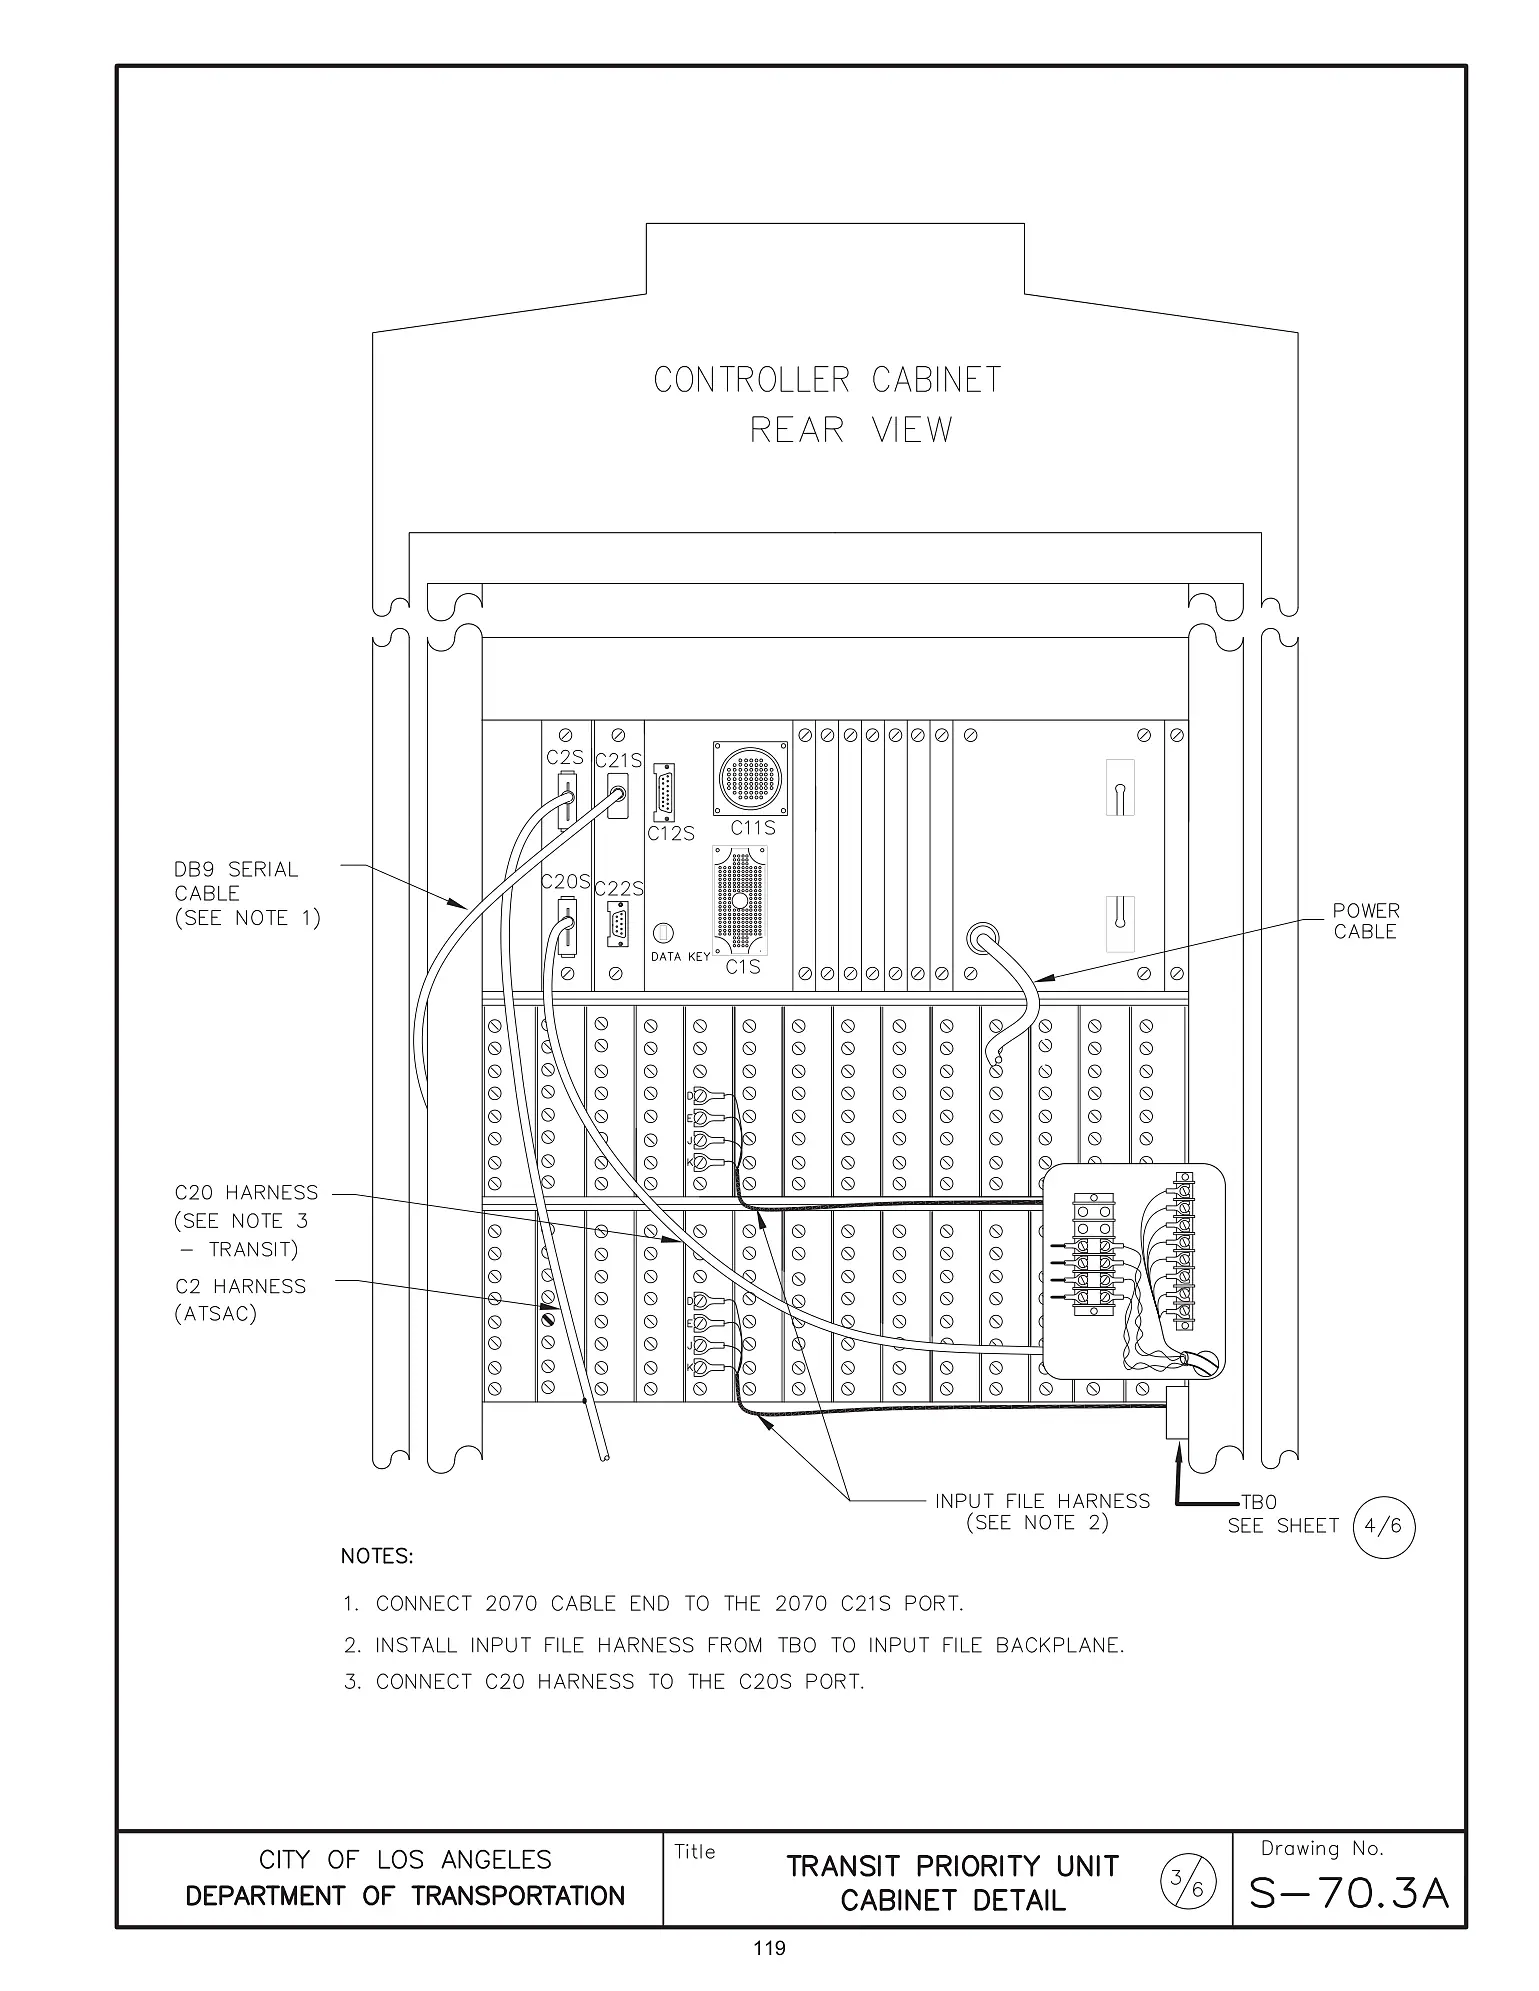 CONTROLLER CABINET
REAR VIEW
C2S
C21S
C12S
C11S
DB9 SERIAL
CABLE
(SEE NOTE 1)
C20S
C22S
DATA KEY
C1S
POWER
CABLE
D
E
J
K
C20 HARNESS
(SEE NOTE 3
– TRANSIT)
C2 HARNESS
(ATSAC)
D
E
J
K
INPUT FILE HARNESS
(SEE NOTE 2)
TBO
SEE SHEET 4/6
NOTES:
1. CONNECT 2070 CABLE END TO THE 2070 C21S PORT.
2. INSTALL INPUT FILE HARNESS FROM TBO TO INPUT FILE BACKPLANE.
3. CONNECT C20 HARNESS TO THE C20S PORT.
CITY OF LOS ANGELES
DEPARTMENT OF TRANSPORTATION
Title
TRANSIT PRIORITY UNIT
CABINET DETAIL
3/6
Drawing No.
S–70.3A
119